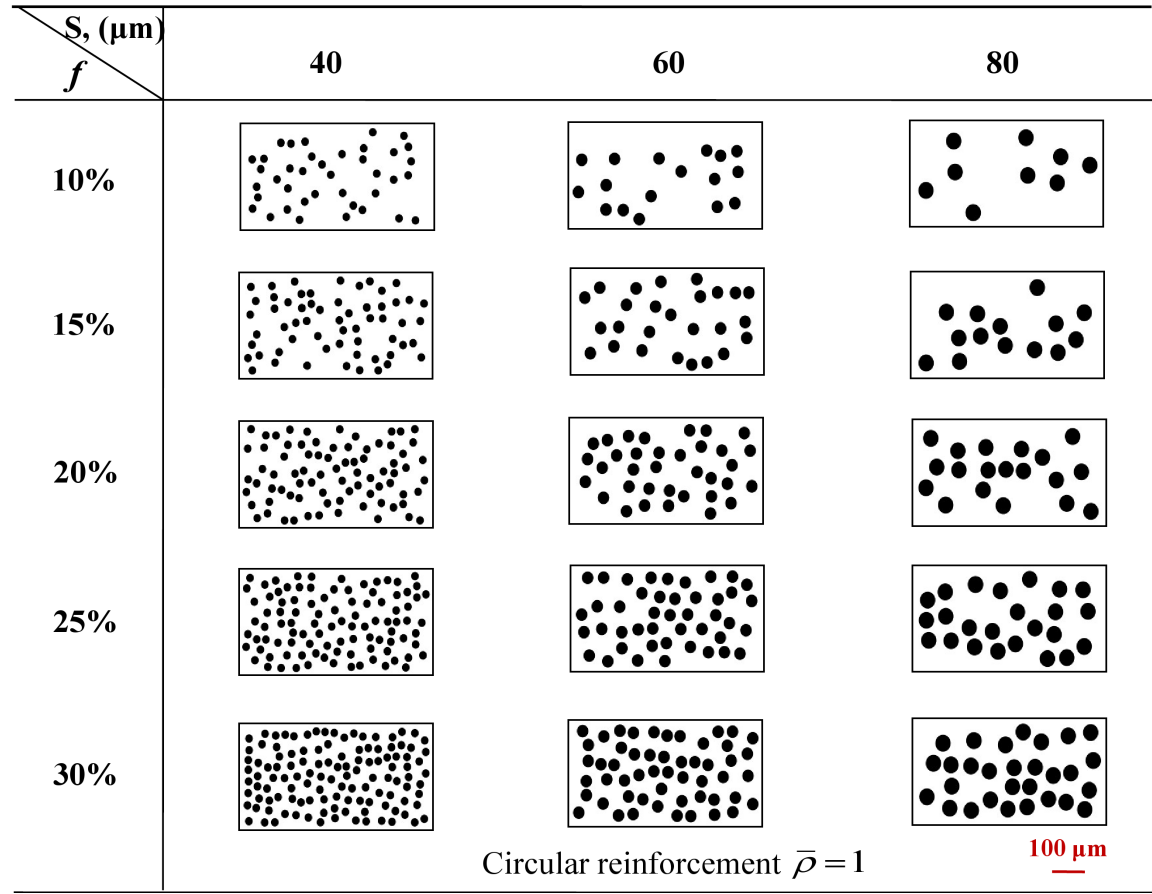 S, (μm)
f
40 60 80
10%
15%
20%
25%
30%
Circular reinforcement ρ̅ = 1
100 μm